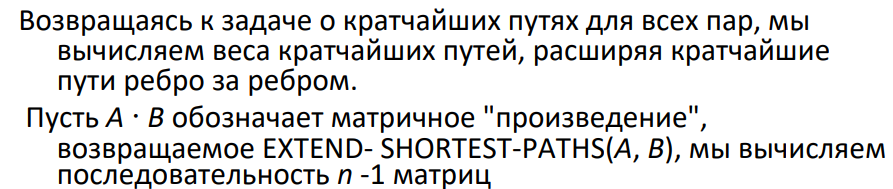 Возвращаясь к задаче о кратчайших путях для всех пар, мы
вычисляем веса кратчайших путей, расширяя кратчайшие
пути ребро за ребром.
Пусть A · B обозначает матричное "произведение",
возвращаемое EXTEND- SHORTEST-PATHS(A, B), мы вычисляем
последовательность n -1 матриц